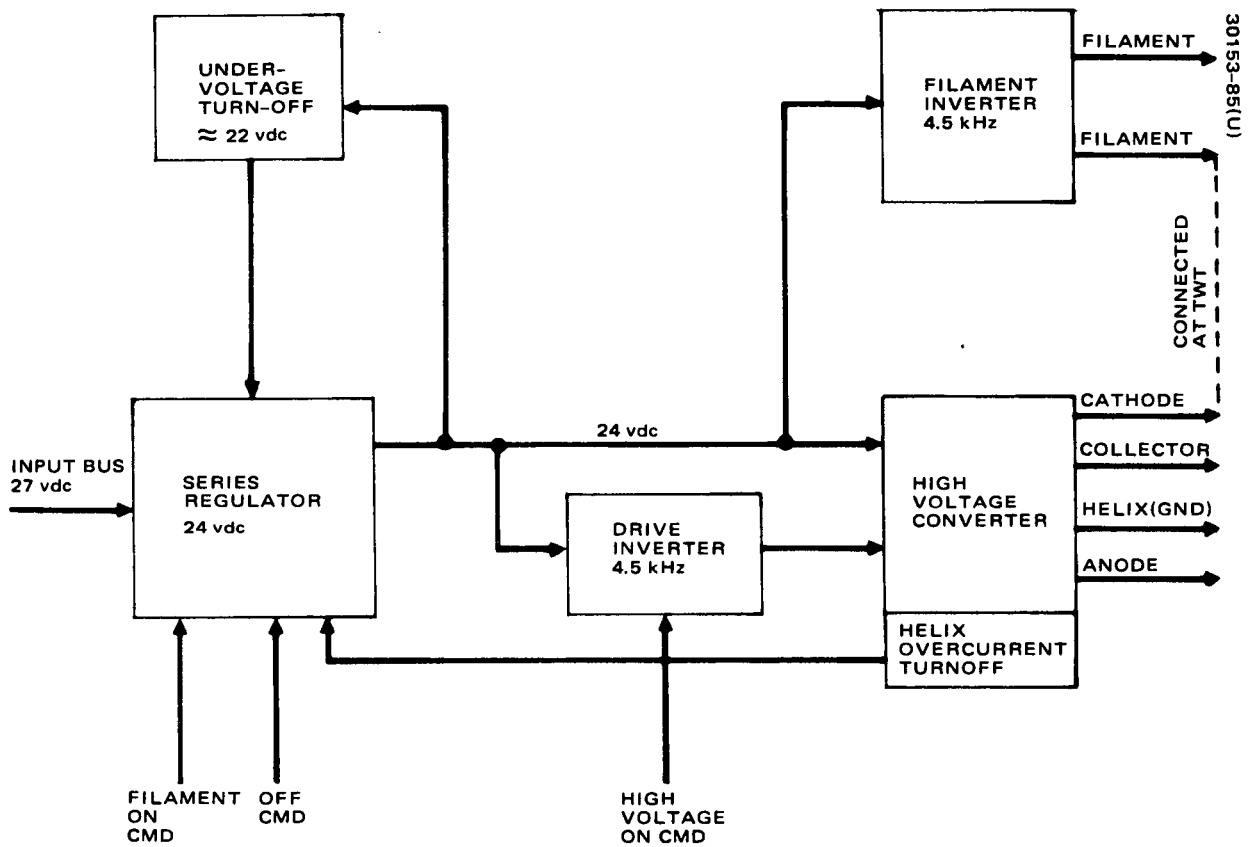 UNDER-
VOLTAGE
TURN-OFF
≈ 22 vdc
FILAMENT
INVERTER
4.5 kHz
FILAMENT
FILAMENT
30153-85(U)
CONNECTED
AT TWT
INPUT BUS
27 vdc
SERIES
REGULATOR
24 vdc
24 vdc
DRIVE
INVERTER
4.5 kHz
HIGH
VOLTAGE
CONVERTER
CATHODE
COLLECTOR
HELIX(GND)
ANODE
HELIX
OVERCURRENT
TURNOFF
FILAMENT
ON
CMD
OFF
CMD
HIGH
VOLTAGE
ON CMD